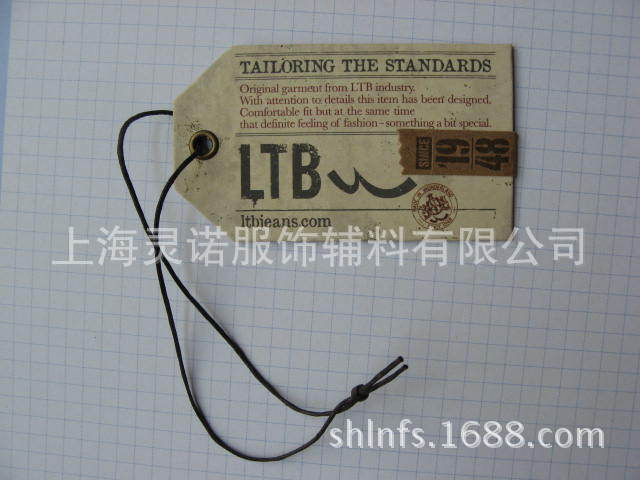 TAILORING THE STANDARDS
Original garment from LTB industry.
With attention to details this item has been designed.
Comfortable fit but at the same time
that definite feeling of fashion - something a bit special.
LTB
SINCE 1948
ltbjeans.com
上海灵诺服饰辅料有限公司
shlnfs.1688.com